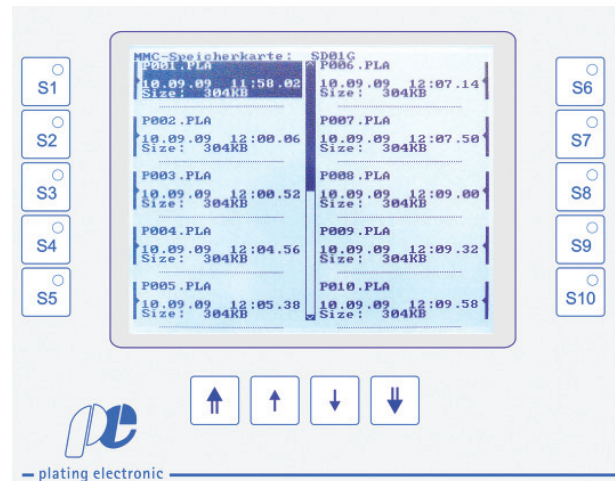 MMC-Speicherkarte: SD01G
P001.PLA
10.09.09 11:58.02
Size: 304KB
P002.PLA
10.09.09 12:00.06
Size: 304KB
P003.PLA
10.09.09 12:00.52
Size: 304KB
P004.PLA
10.09.09 12:04.56
Size: 304KB
P005.PLA
10.09.09 12:05.38
Size: 304KB
P006.PLA
10.09.09 12:07.14
Size: 304KB
P007.PLA
10.09.09 12:07.50
Size: 304KB
P008.PLA
10.09.09 12:09.00
Size: 304KB
P009.PLA
10.09.09 12:09.32
Size: 304KB
P010.PLA
10.09.09 12:09.58
Size: 304KB
S1
S2
S3
S4
S5
S6
S7
S8
S9
S10
pe
plating electronic